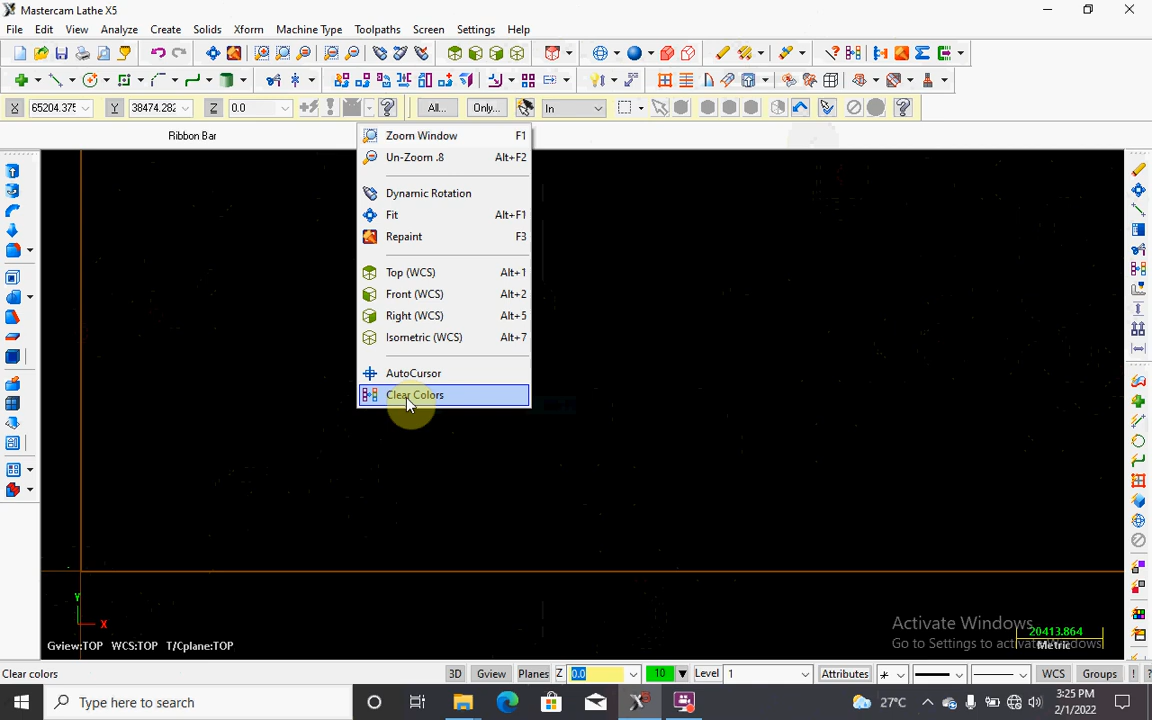 Mastercam Lathe X5
File Edit View Analyze Create Solids Xform Machine Type Toolpaths Screen Settings Help
X 65204.375 Y 38474.282 Z 0.0 All... Only... In
Ribbon Bar
Zoom Window F1
Un-Zoom .8 Alt+F2
Dynamic Rotation
Fit Alt+F1
Repaint F3
Top (WCS) Alt+1
Front (WCS) Alt+2
Right (WCS) Alt+5
Isometric (WCS) Alt+7
AutoCursor
Clear Colors
Y
X
Gview:TOP WCS:TOP T/Cplane:TOP
Activate Windows
Go to Settings to activate Windows.
20413.864
Metric
Clear colors 3D Gview Planes Z 0.0 10 Level 1 Attributes WCS Groups ! ?
Type here to search 27°C 3:25 PM
2/1/2022